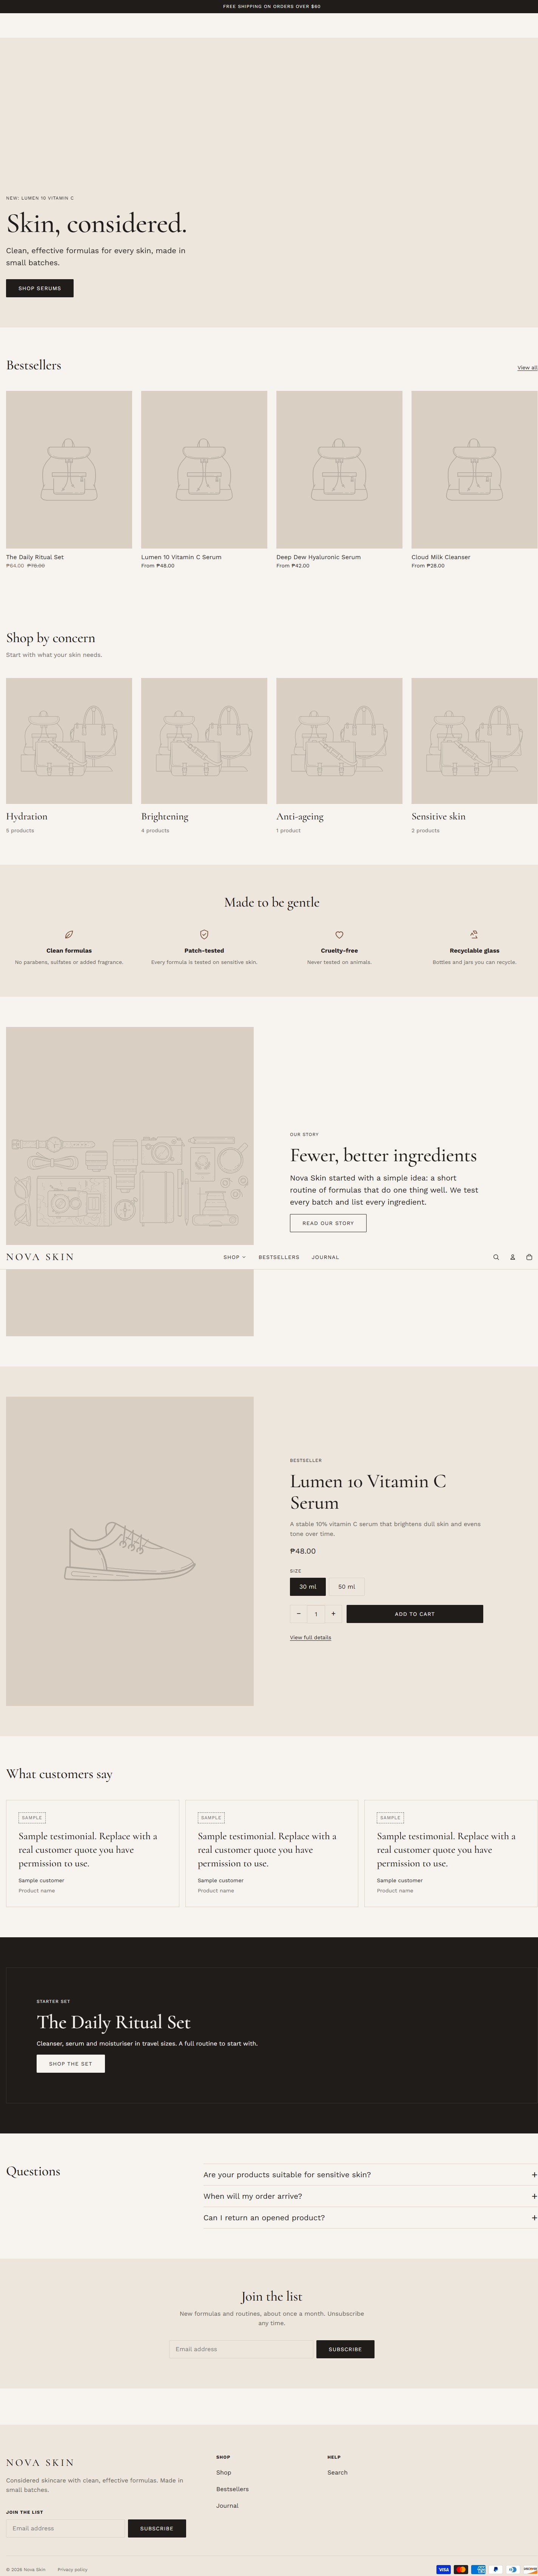 FREE SHIPPING ON ORDERS OVER $60
NEW: LUMEN 10 VITAMIN C
Skin, considered.
Clean, effective formulas for every skin, made in
small batches.
SHOP SERUMS
Bestsellers
View all
The Daily Ritual Set
₱64.00 ₱79.00
Lumen 10 Vitamin C Serum
From ₱48.00
Deep Dew Hyaluronic Serum
From ₱42.00
Cloud Milk Cleanser
From ₱28.00
Shop by concern
Start with what your skin needs.
Hydration
5 products
Brightening
4 products
Anti-ageing
1 product
Sensitive skin
2 products
Made to be gentle
Clean formulas
No parabens, sulfates or added fragrance.
Patch-tested
Every formula is tested on sensitive skin.
Cruelty-free
Never tested on animals.
Recyclable glass
Bottles and jars you can recycle.
OUR STORY
Fewer, better ingredients
Nova Skin started with a simple idea: a short
routine of formulas that do one thing well. We test
every batch and list every ingredient.
READ OUR STORY
NOVA SKIN
SHOP
BESTSELLERS
JOURNAL
BESTSELLER
Lumen 10 Vitamin C
Serum
A stable 10% vitamin C serum that brightens dull skin and evens
tone over time.
₱48.00
SIZE
30 ml
50 ml
− 1 +
ADD TO CART
View full details
What customers say
SAMPLE
Sample testimonial. Replace with a
real customer quote you have
permission to use.
Sample customer
Product name
SAMPLE
Sample testimonial. Replace with a
real customer quote you have
permission to use.
Sample customer
Product name
SAMPLE
Sample testimonial. Replace with a
real customer quote you have
permission to use.
Sample customer
Product name
STARTER SET
The Daily Ritual Set
Cleanser, serum and moisturiser in travel sizes. A full routine to start with.
SHOP THE SET
Questions
Are your products suitable for sensitive skin?
When will my order arrive?
Can I return an opened product?
Join the list
New formulas and routines, about once a month. Unsubscribe
any time.
Email address
SUBSCRIBE
NOVA SKIN
Considered skincare with clean, effective formulas. Made in
small batches.
JOIN THE LIST
Email address
SUBSCRIBE
SHOP
Shop
Bestsellers
Journal
HELP
Search
© 2026 Nova Skin
Privacy policy
VISA